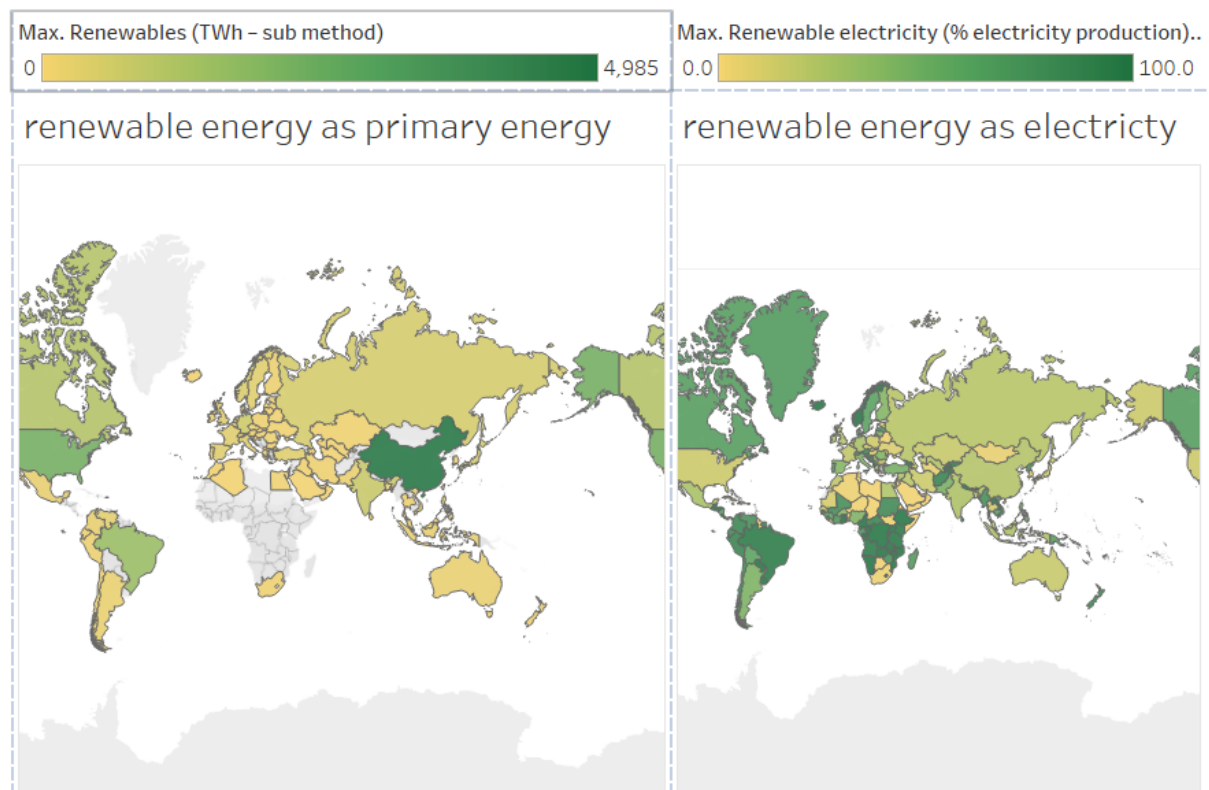 Max. Renewables (TWh – sub method)
0 4,985
renewable energy as primary energy
Max. Renewable electricity (% electricity production)..
0.0 100.0
renewable energy as electricty